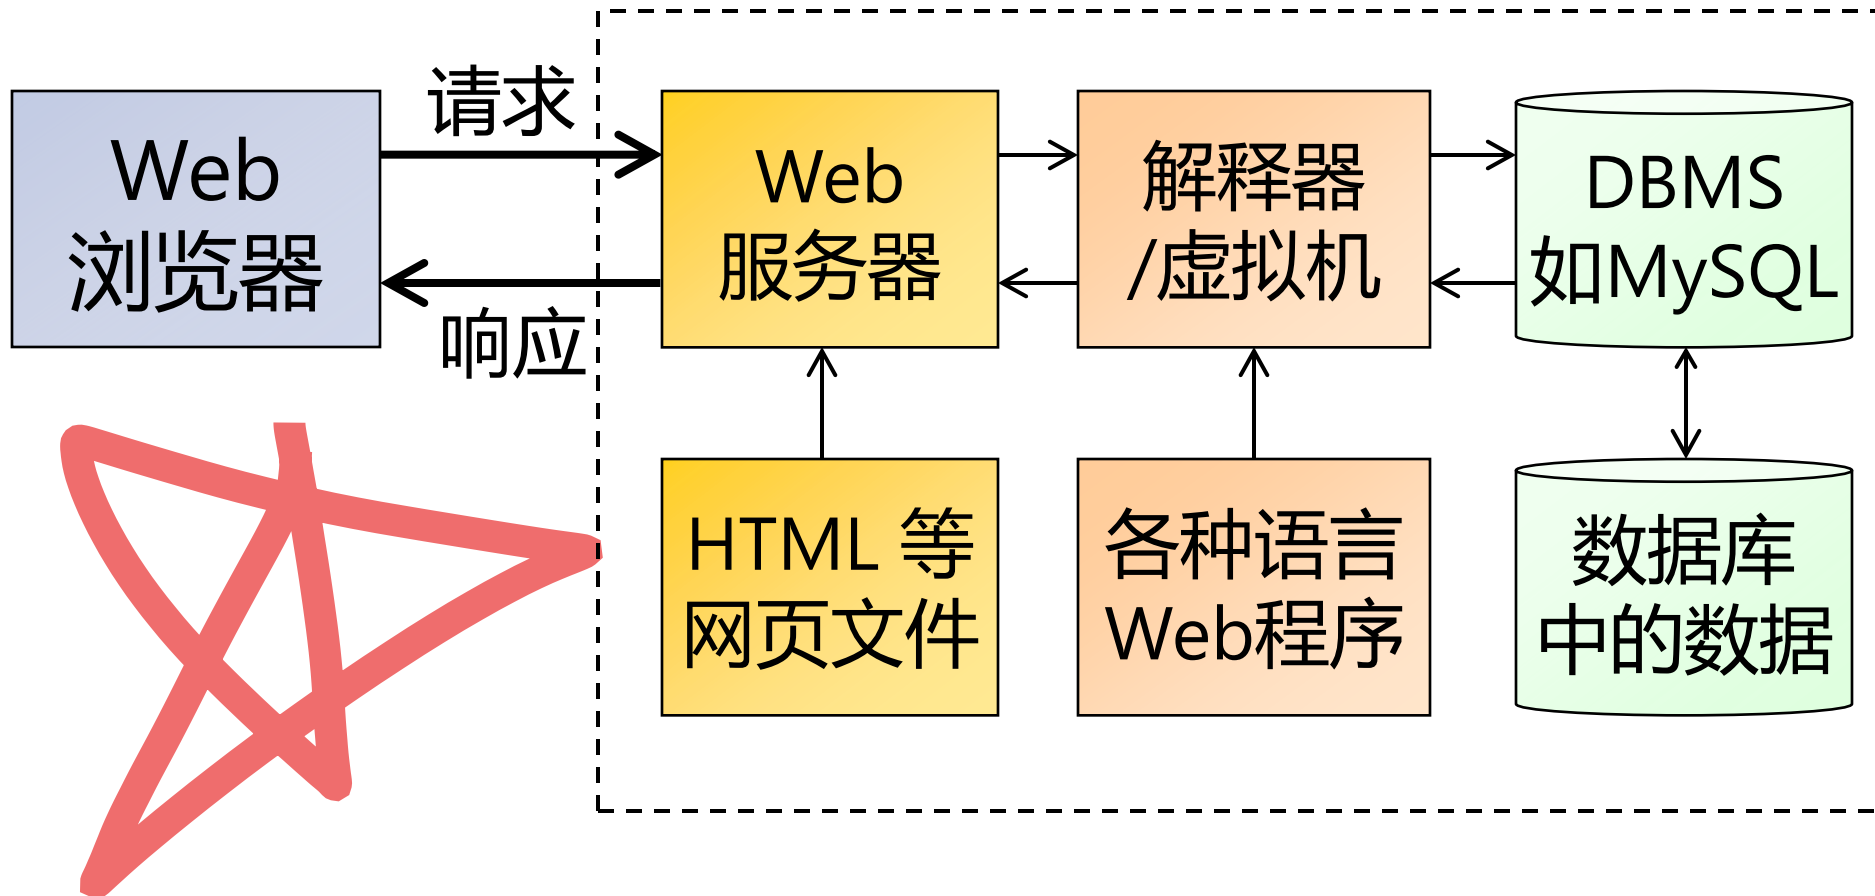 请求
Web
浏览器
响应
Web
服务器
解释器
/虚拟机
DBMS
如MySQL
HTML 等
网页文件
各种语言
Web程序
数据库
中的数据